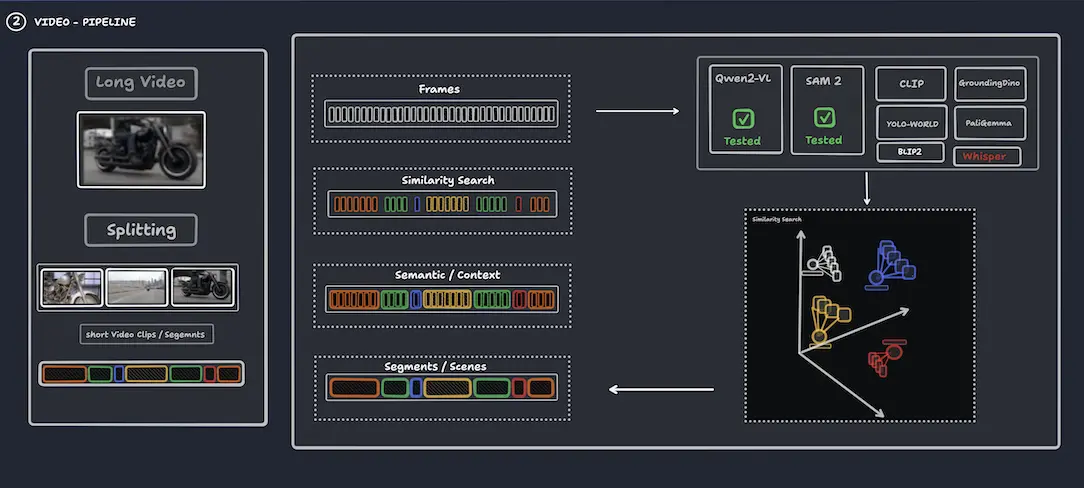 2 VIDEO - PIPELINE
Long Video
Splitting
short Video Clips / Segemnts
Frames
Similarity Search
Semantic / Context
Segments / Scenes
Qwen2-VL
Tested
SAM 2
Tested
CLIP
GroundingDino
YOLO-WORLD
PaliGemma
BLIP2
Whisper
Similarity Search